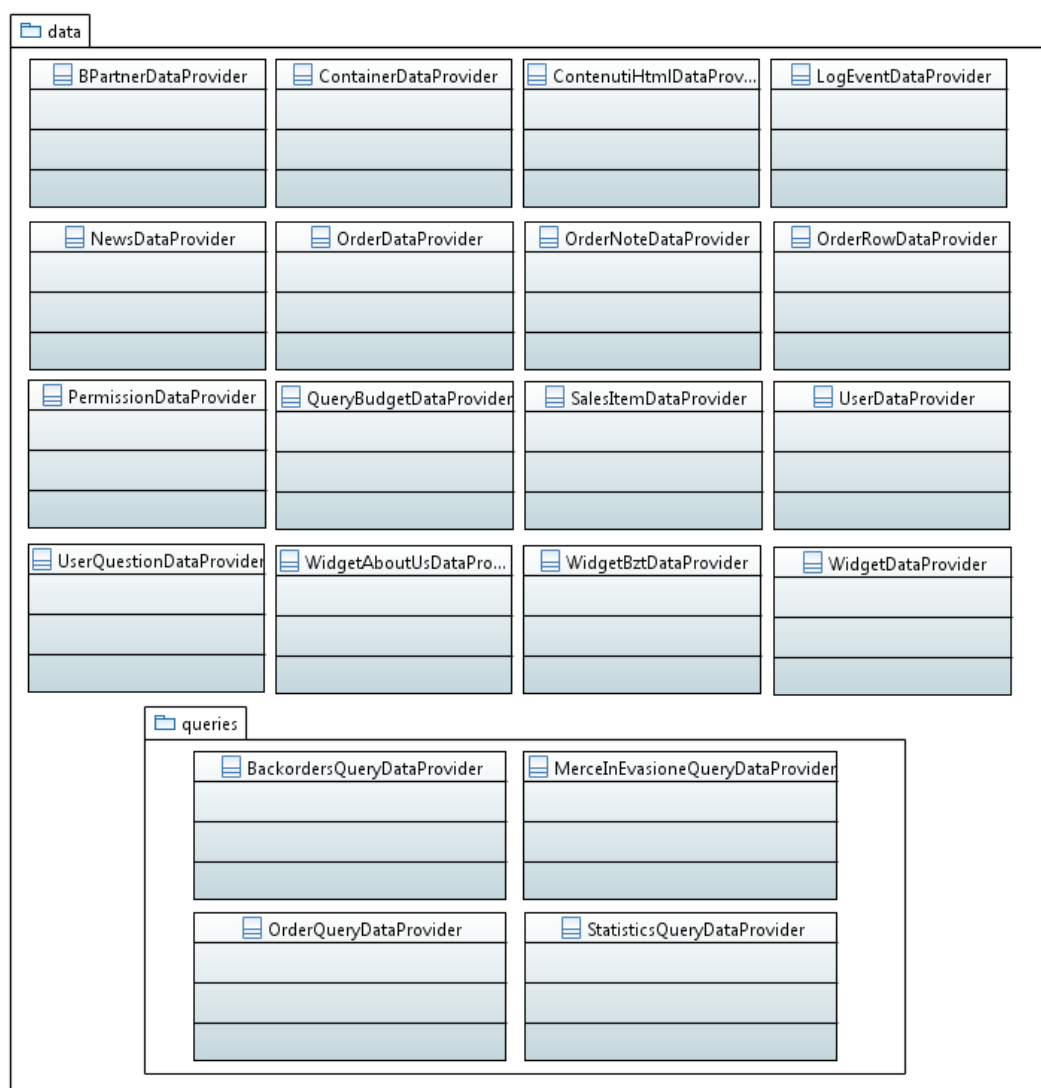 data
BPartnerDataProvider
ContainerDataProvider
ContenutiHtmlDataProv...
LogEventDataProvider
NewsDataProvider
OrderDataProvider
OrderNoteDataProvider
OrderRowDataProvider
PermissionDataProvider
QueryBudgetDataProvider
SalesItemDataProvider
UserDataProvider
UserQuestionDataProvider
WidgetAboutUsDataPro...
WidgetBztDataProvider
WidgetDataProvider
queries
BackordersQueryDataProvider
MerceInEvasioneQueryDataProvider
OrderQueryDataProvider
StatisticsQueryDataProvider